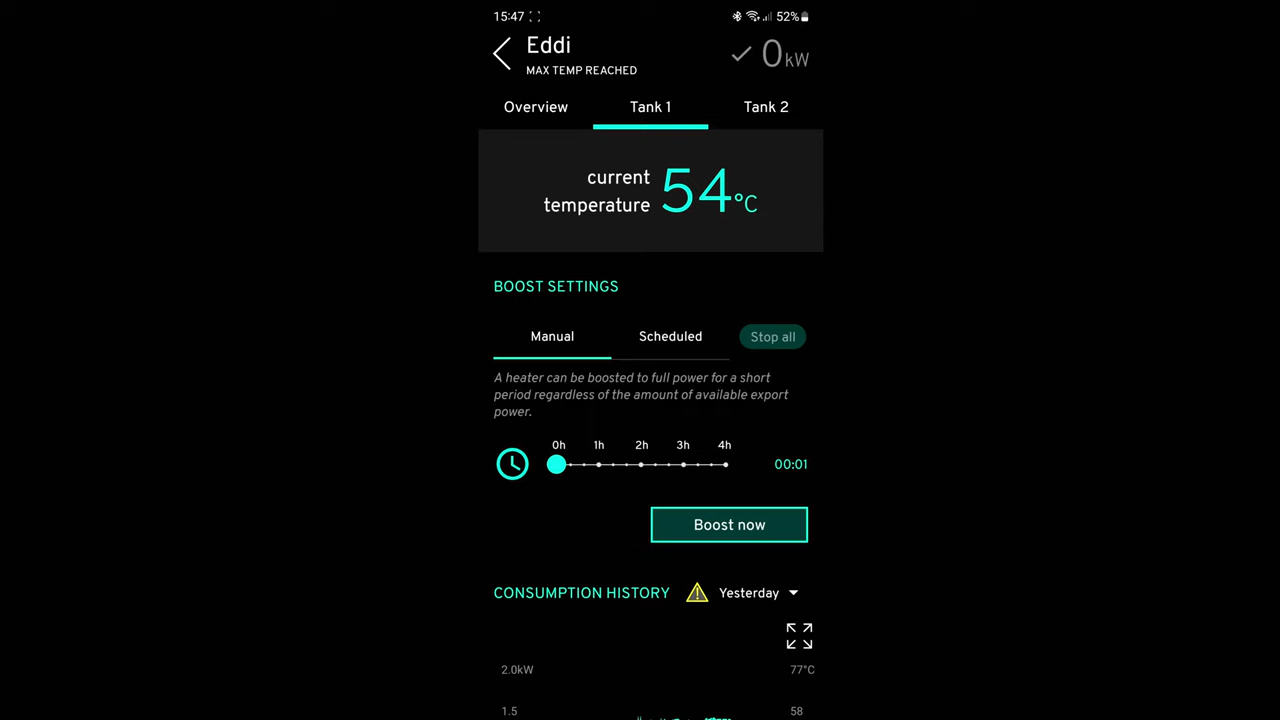 15:47 52%
Eddi
MAX TEMP REACHED
0kW
Overview Tank 1 Tank 2
current
temperature 54°C
BOOST SETTINGS
Manual Scheduled Stop all
A heater can be boosted to full power for a short
period regardless of the amount of available export
power.
0h 1h 2h 3h 4h
00:01
Boost now
CONSUMPTION HISTORY Yesterday
2.0kW 77°C
1.5 58